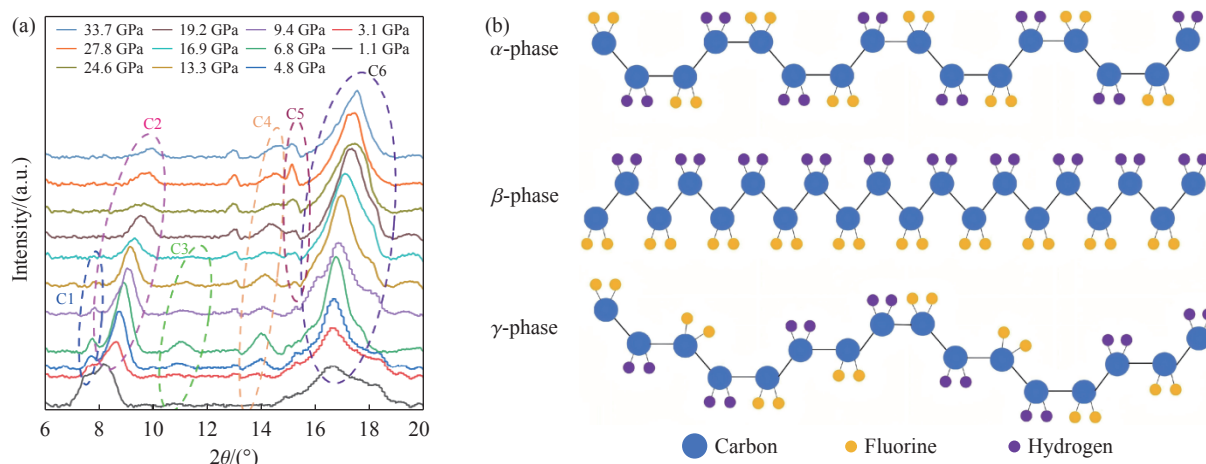 (a)
33.7 GPa 19.2 GPa 9.4 GPa 3.1 GPa
27.8 GPa 16.9 GPa 6.8 GPa 1.1 GPa
24.6 GPa 13.3 GPa 4.8 GPa
C6
C2
C4
C5
C3
C1
Intensity/(a.u.)
6 8 10 12 14 16 18 20
2θ/(°)
(b)
α-phase
β-phase
γ-phase
Carbon Fluorine Hydrogen